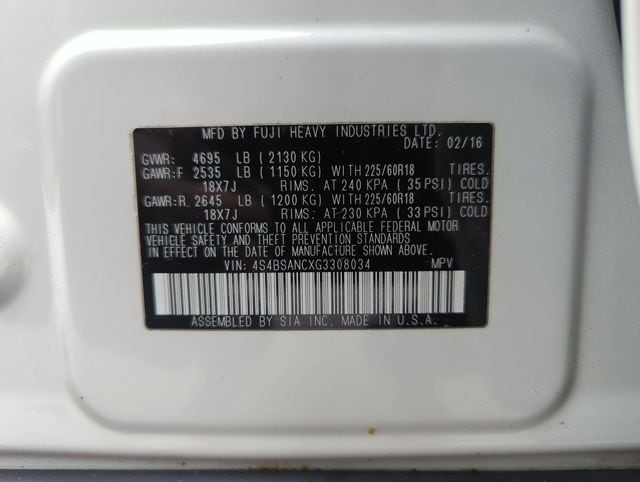 MFD BY FUJI HEAVY INDUSTRIES LTD.
DATE: 02/16
GVWR: 4695 LB (2130 KG)
GAWR:F 2535 LB (1150 KG) WITH 225/60R18 TIRES.
18X7J RIMS. AT 240 KPA (35 PSI) COLD
GAWR:R. 2645 LB (1200 KG) WITH 225/60R18 TIRES.
18X7J RIMS. AT 230 KPA (33 PSI) COLD
THIS VEHICLE CONFORMS TO ALL APPLICABLE FEDERAL MOTOR
VEHICLE SAFETY AND THEFT PREVENTION STANDARDS
IN EFFECT ON THE DATE OF MANUFACTURE SHOWN ABOVE.
VIN: 4S4BSANCXG3308034 MPV
ASSEMBLED BY SIA INC. MADE IN U.S.A.